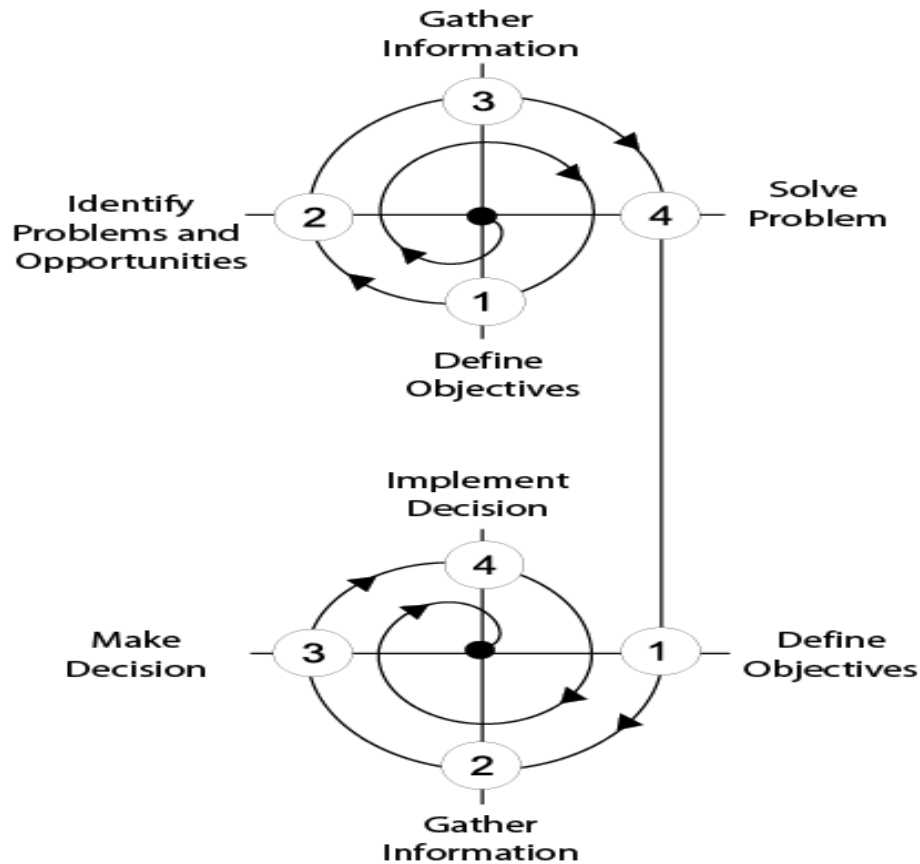 Gather
Information
3
Identify
Problems and
Opportunities
2
4
Solve
Problem
1
Define
Objectives
Implement
Decision
4
Make
Decision
3
1
Define
Objectives
2
Gather
Information